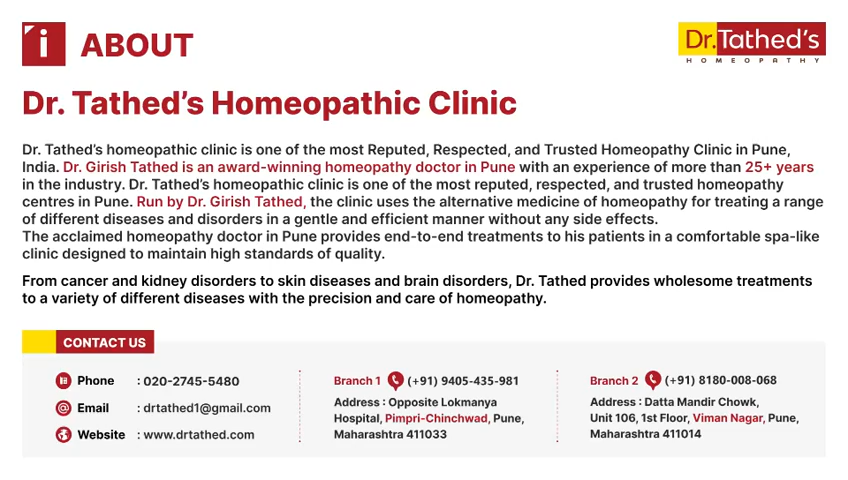 i ABOUT
Dr. Tathed's
HOMEOPATHY
Dr. Tathed's Homeopathic Clinic
Dr. Tathed's homeopathic clinic is one of the most Reputed, Respected, and Trusted Homeopathy Clinic in Pune,
India. Dr. Girish Tathed is an award-winning homeopathy doctor in Pune with an experience of more than 25+ years
in the industry. Dr. Tathed's homeopathic clinic is one of the most reputed, respected, and trusted homeopathy
centres in Pune. Run by Dr. Girish Tathed, the clinic uses the alternative medicine of homeopathy for treating a range
of different diseases and disorders in a gentle and efficient manner without any side effects.
The acclaimed homeopathy doctor in Pune provides end-to-end treatments to his patients in a comfortable spa-like
clinic designed to maintain high standards of quality.
From cancer and kidney disorders to skin diseases and brain disorders, Dr. Tathed provides wholesome treatments
to a variety of different diseases with the precision and care of homeopathy.
CONTACT US
Phone : 020-2745-5480
Email : drtathed1@gmail.com
Website : www.drtathed.com
Branch 1 (+91) 9405-435-981
Address : Opposite Lokmanya
Hospital, Pimpri-Chinchwad, Pune,
Maharashtra 411033
Branch 2 (+91) 8180-008-068
Address : Datta Mandir Chowk,
Unit 106, 1st Floor, Viman Nagar, Pune,
Maharashtra 411014